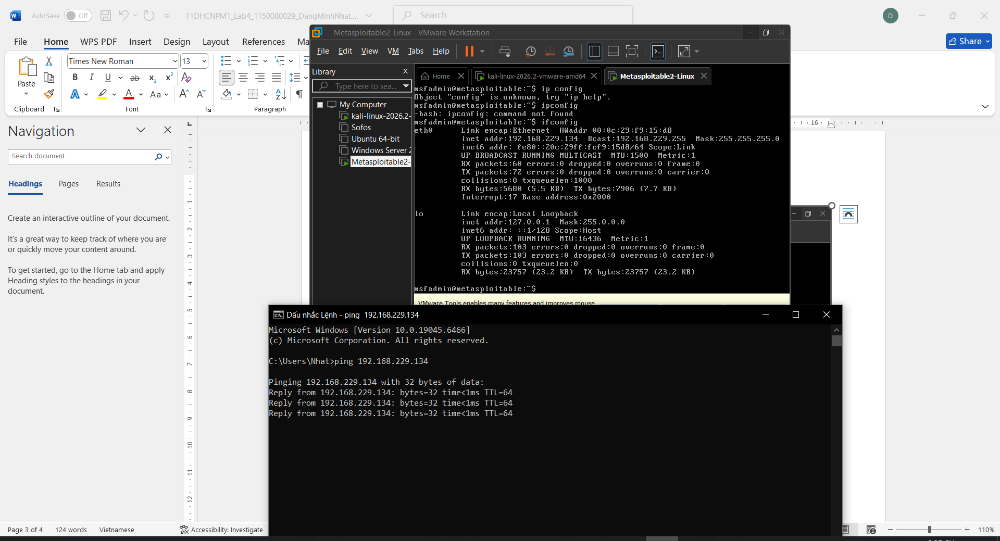 AutoSave Off
11DHCNPM1_Lab4_1150080029_DangMinhNhat....
Search
D
File Home WPS PDF Insert Design Layout References Ma
Share
Paste
Clipboard
Times New Roman 13
Font
Paragraph
Navigation
Search document
Headings Pages Results
Create an interactive outline of your document.
It's a great way to keep track of where you are
or quickly move your content around.
To get started, go to the Home tab and apply
Heading styles to the headings in your
document.
Metasploitable2-Linux - VMware Workstation
File Edit View VM Tabs Help
Library
Type here to sea...
My Computer
kali-linux-2026.2-
Sofos
Ubuntu 64-bit
Windows Server 2
Metasploitable2-
Home kali-linux-2026.2-vmware-amd64 Metasploitable2-Linux
msfadmin@metasploitable:~$ ip config
Object "config" is unknown, try "ip help".
msfadmin@metasploitable:~$ ipconfig
-bash: ipconfig: command not found
msfadmin@metasploitable:~$ ifconfig
eth0 Link encap:Ethernet HWaddr 00:0c:29:f9:15:d8
inet addr:192.168.229.134 Bcast:192.168.229.255 Mask:255.255.255.0
inet6 addr: fe80::20c:29ff:fef9:15d8/64 Scope:Link
UP BROADCAST RUNNING MULTICAST MTU:1500 Metric:1
RX packets:60 errors:0 dropped:0 overruns:0 frame:0
TX packets:72 errors:0 dropped:0 overruns:0 carrier:0
collisions:0 txqueuelen:1000
RX bytes:5680 (5.5 KB) TX bytes:7906 (7.7 KB)
Interrupt:17 Base address:0x2000
lo Link encap:Local Loopback
inet addr:127.0.0.1 Mask:255.0.0.0
inet6 addr: ::1/128 Scope:Host
UP LOOPBACK RUNNING MTU:16436 Metric:1
RX packets:103 errors:0 dropped:0 overruns:0 frame:0
TX packets:103 errors:0 dropped:0 overruns:0 carrier:0
collisions:0 txqueuelen:0
RX bytes:23757 (23.2 KB) TX bytes:23757 (23.2 KB)
msfadmin@metasploitable:~$
VMware Tools enables many features and improves mouse
Dấu nhắc Lệnh - ping 192.168.229.134
Microsoft Windows [Version 10.0.19045.6466]
(c) Microsoft Corporation. All rights reserved.
C:\Users\Nhat>ping 192.168.229.134
Pinging 192.168.229.134 with 32 bytes of data:
Reply from 192.168.229.134: bytes=32 time<1ms TTL=64
Reply from 192.168.229.134: bytes=32 time<1ms TTL=64
Reply from 192.168.229.134: bytes=32 time<1ms TTL=64
16
1
2
3
4
5
6
7
8
9
10
11
12
Page 3 of 4 124 words Vietnamese Accessibility: Investigate
110%